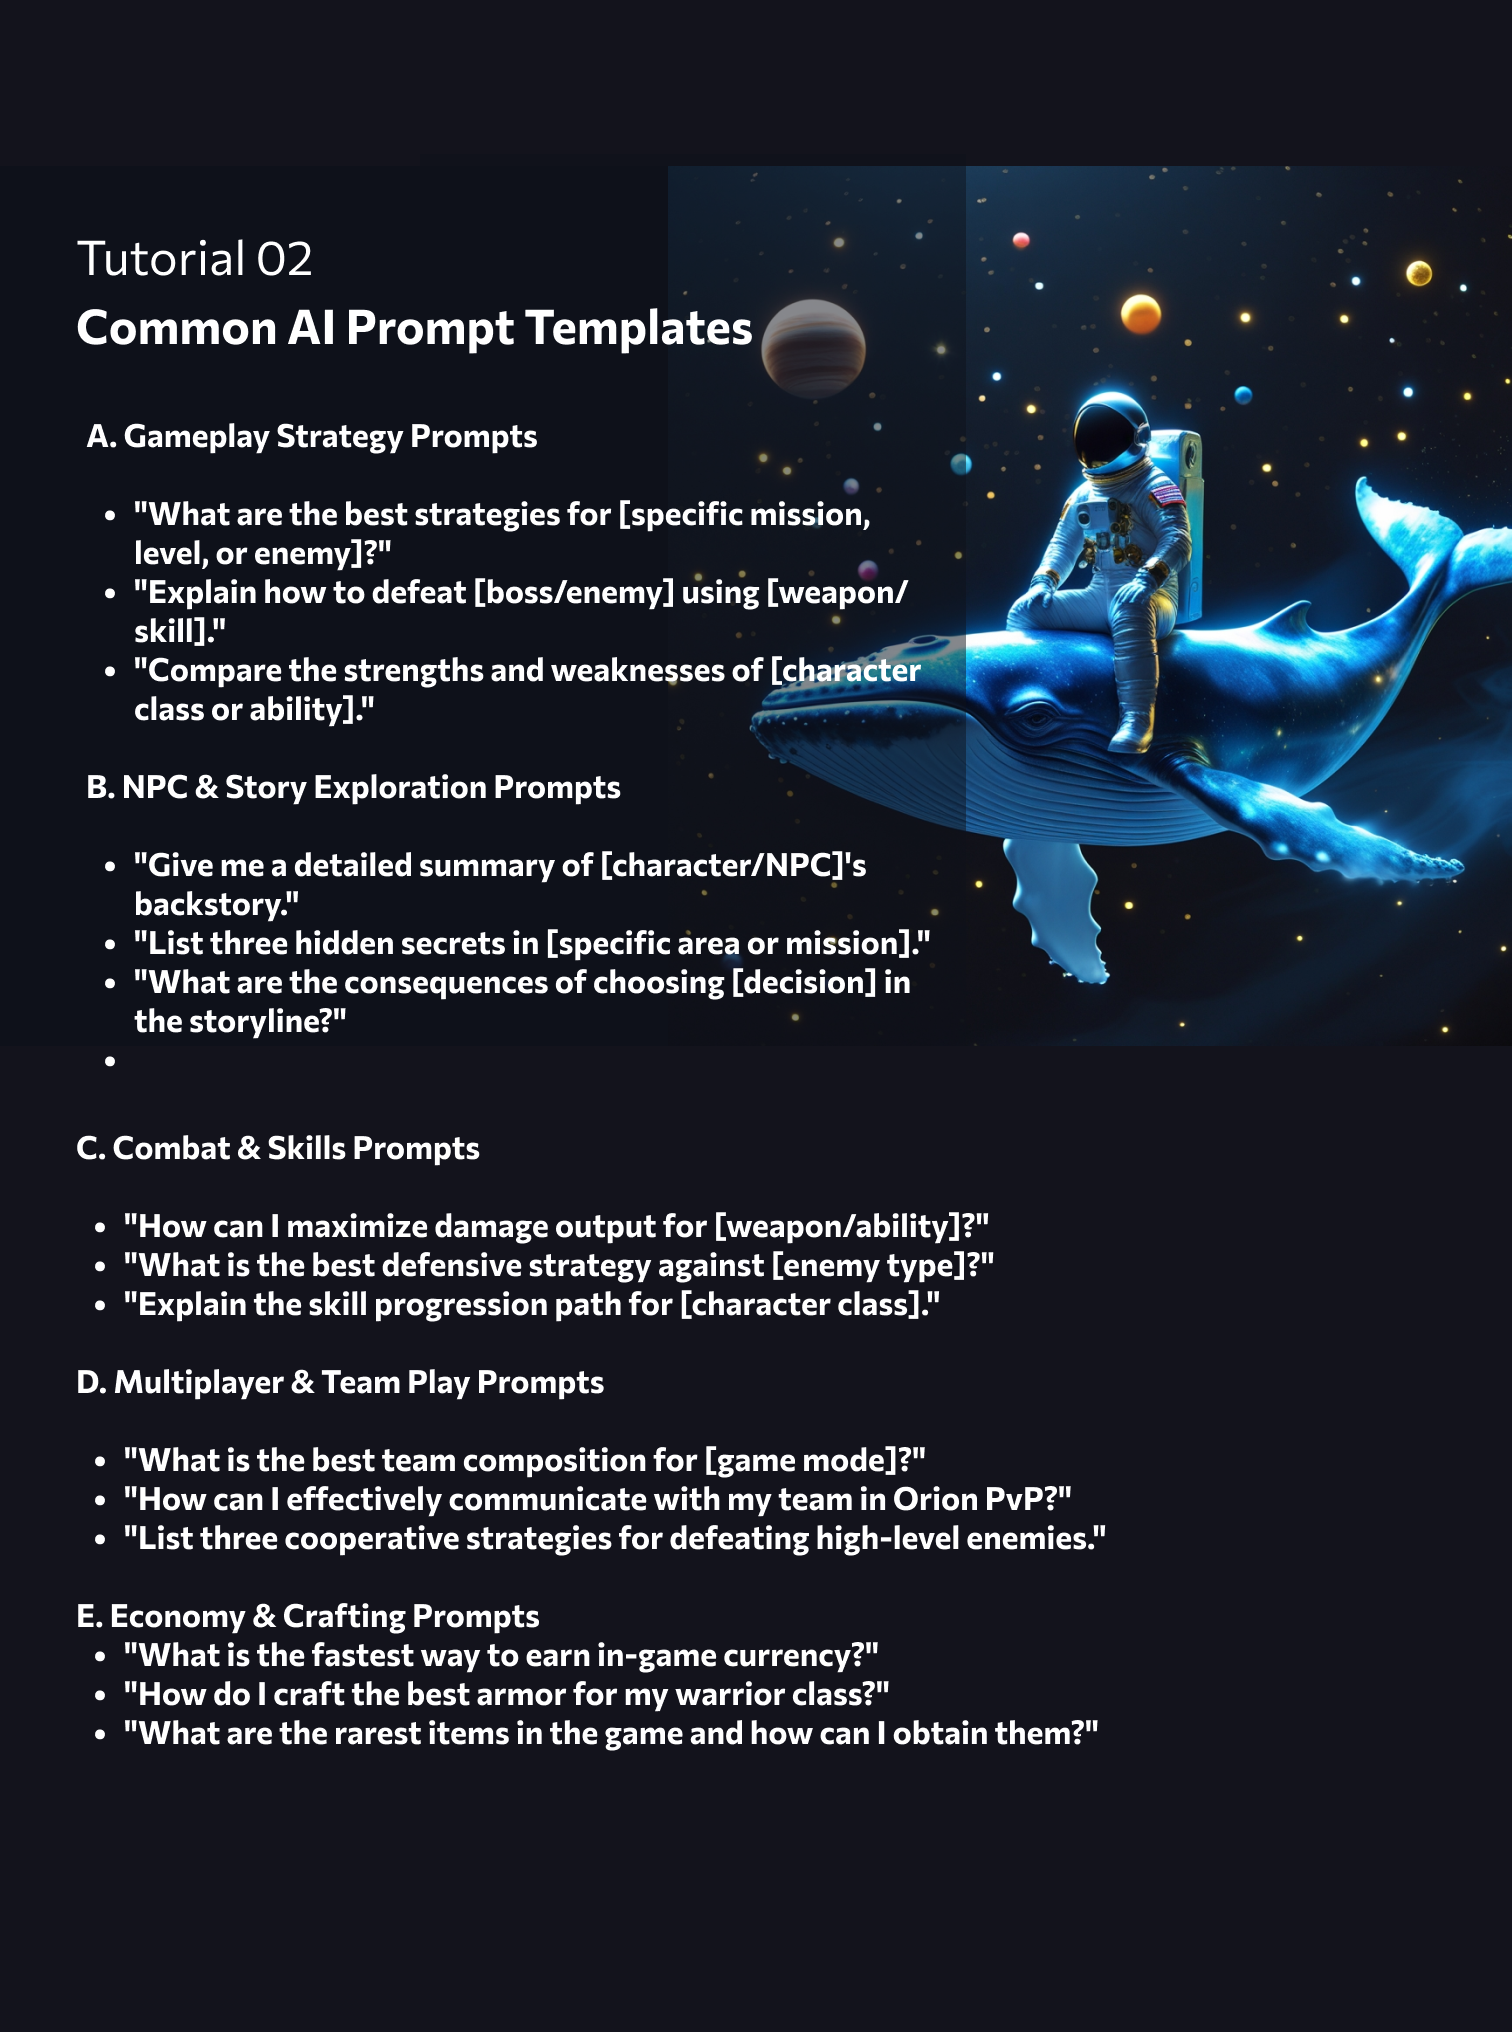 Tutorial 02
Common AI Prompt Templates
A. Gameplay Strategy Prompts
• "What are the best strategies for [specific mission,
level, or enemy]?"
• "Explain how to defeat [boss/enemy] using [weapon/
skill]."
• "Compare the strengths and weaknesses of [character
class or ability]."
B. NPC & Story Exploration Prompts
• "Give me a detailed summary of [character/NPC]'s
backstory."
• "List three hidden secrets in [specific area or mission]."
• "What are the consequences of choosing [decision] in
the storyline?"
•
C. Combat & Skills Prompts
• "How can I maximize damage output for [weapon/ability]?"
• "What is the best defensive strategy against [enemy type]?"
• "Explain the skill progression path for [character class]."
D. Multiplayer & Team Play Prompts
• "What is the best team composition for [game mode]?"
• "How can I effectively communicate with my team in Orion PvP?"
• "List three cooperative strategies for defeating high-level enemies."
E. Economy & Crafting Prompts
• "What is the fastest way to earn in-game currency?"
• "How do I craft the best armor for my warrior class?"
• "What are the rarest items in the game and how can I obtain them?"